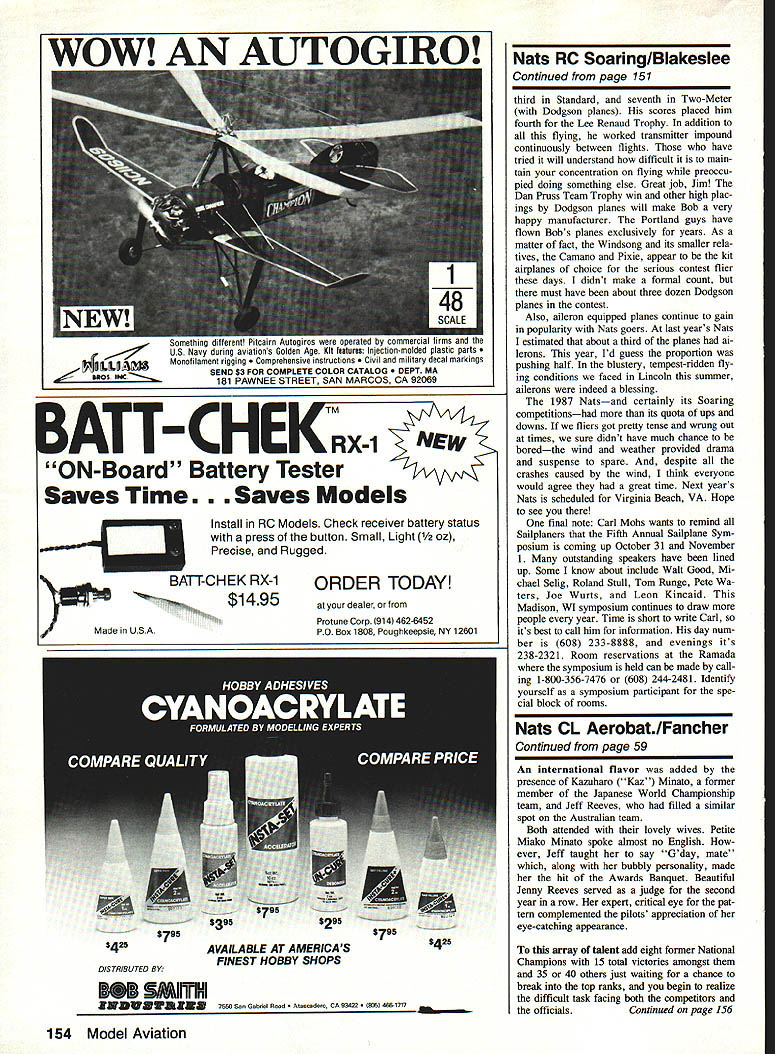 WOW! AN AUTOGIRO!
NC11609
CHAMPION
NEW!
1
48
SCALE
WILLIAMS
BROS. INC.
Something different! Pitcairn Autogiros were operated by commercial firms and the
U.S. Navy during aviation's Golden Age. Kit features: Injection-molded plastic parts •
Monofilament rigging • Comprehensive instructions • Civil and military decal markings
SEND $3 FOR COMPLETE COLOR CATALOG • DEPT. MA
181 PAWNEE STREET, SAN MARCOS, CA 92069
BATT-CHEK™ RX-1
NEW
"ON-Board" Battery Tester
Saves Time. . .Saves Models
Install in RC Models. Check receiver battery status
with a press of the button. Small, Light (½ oz),
Precise, and Rugged.
BATT-CHEK RX-1
$14.95
ORDER TODAY!
at your dealer, or from
Protune Corp. (914) 462-6452
P.O. Box 1808, Poughkeepsie, NY 12601
Made in U.S.A.
HOBBY ADHESIVES
CYANOACRYLATE
FORMULATED BY MODELLING EXPERTS
COMPARE QUALITY
COMPARE PRICE
CYANOACRYLATE
INSTA-SET
ACCELERATOR
CYANOACRYLATE
INSTA-SET
ACCELERATOR
CYANOACRYLATE
UN-CURE
DEBONDER
INSTA-CURE
INSTA-CURE+
$4.25
$7.95
$3.95
$7.95
$2.95
$7.95
$4.25
AVAILABLE AT AMERICA'S
FINEST HOBBY SHOPS
DISTRIBUTED BY:
BOB SMITH
INDUSTRIES
7550 San Gabriel Road • Atascadero, CA 93422 • (805) 466-1717
154 Model Aviation
Nats RC Soaring/Blakeslee
Continued from page 151
third in Standard, and seventh in Two-Meter
(with Dodgson planes). His scores placed him
fourth for the Lee Renaud Trophy. In addition to
all this flying, he worked transmitter impound
continuously between flights. Those who have
tried it will understand how difficult it is to main-
tain your concentration on flying while preoccu-
pied doing something else. Great job, Jim! The
Dan Pruss Team Trophy win and other high plac-
ings by Dodgson planes will make Bob a very
happy manufacturer. The Portland guys have
flown Bob's planes exclusively for years. As a
matter of fact, the Windsong and its smaller rela-
tives, the Camano and Pixie, appear to be the kit
airplanes of choice for the serious contest flier
these days. I didn't make a formal count, but
there must have been about three dozen Dodgson
planes in the contest.
Also, aileron equipped planes continue to gain
in popularity with Nats goers. At last year's Nats
I estimated that about a third of the planes had ai-
lerons. This year, I'd guess the proportion was
pushing half. In the blustery, tempest-ridden fly-
ing conditions we faced in Lincoln this summer,
ailerons were indeed a blessing.
The 1987 Nats—and certainly its Soaring
competitions—had more than its quota of ups and
downs. If we fliers got pretty tense and wrung out
at times, we sure didn't have much chance to be
bored—the wind and weather provided drama
and suspense to spare. And, despite all the
crashes caused by the wind, I think everyone
would agree they had a great time. Next year's
Nats is scheduled for Virginia Beach, VA. Hope
to see you there!
One final note: Carl Mohs wants to remind all
Sailplaners that the Fifth Annual Sailplane Sym-
posium is coming up October 31 and November
1. Many outstanding speakers have been lined
up. Some I know about include Walt Good, Mi-
chael Selig, Roland Stull, Tom Runge, Pete Wa-
ters, Joe Wurts, and Leon Kincaid. This
Madison, WI symposium continues to draw more
people every year. Time is short to write Carl, so
it's best to call him for information. His day num-
ber is (608) 233-8888, and evenings it's
238-2321. Room reservations at the Ramada
where the symposium is held can be made by call-
ing 1-800-356-7476 or (608) 244-2481. Identify
yourself as a symposium participant for the spe-
cial block of rooms.
Nats CL Aerobat./Fancher
Continued from page 59
An international flavor was added by the
presence of Kazuharo ("Kaz") Minato, a former
member of the Japanese World Championship
team, and Jeff Reeves, who had filled a similar
spot on the Australian team.
Both attended with their lovely wives. Petite
Miako Minato spoke almost no English. How-
ever, Jeff taught her to say "G'day, mate"
which, along with her bubbly personality, made
her the hit of the Awards Banquet. Beautiful
Jenny Reeves served as a judge for the second
year in a row. Her expert, critical eye for the pat-
tern complemented the pilots' appreciation of her
eye-catching appearance.
To this array of talent add eight former National
Champions with 15 total victories amongst them
and 35 or 40 others just waiting for a chance to
break into the top ranks, and you begin to realize
the difficult task facing both the competitors and
the officials. Continued on page 156